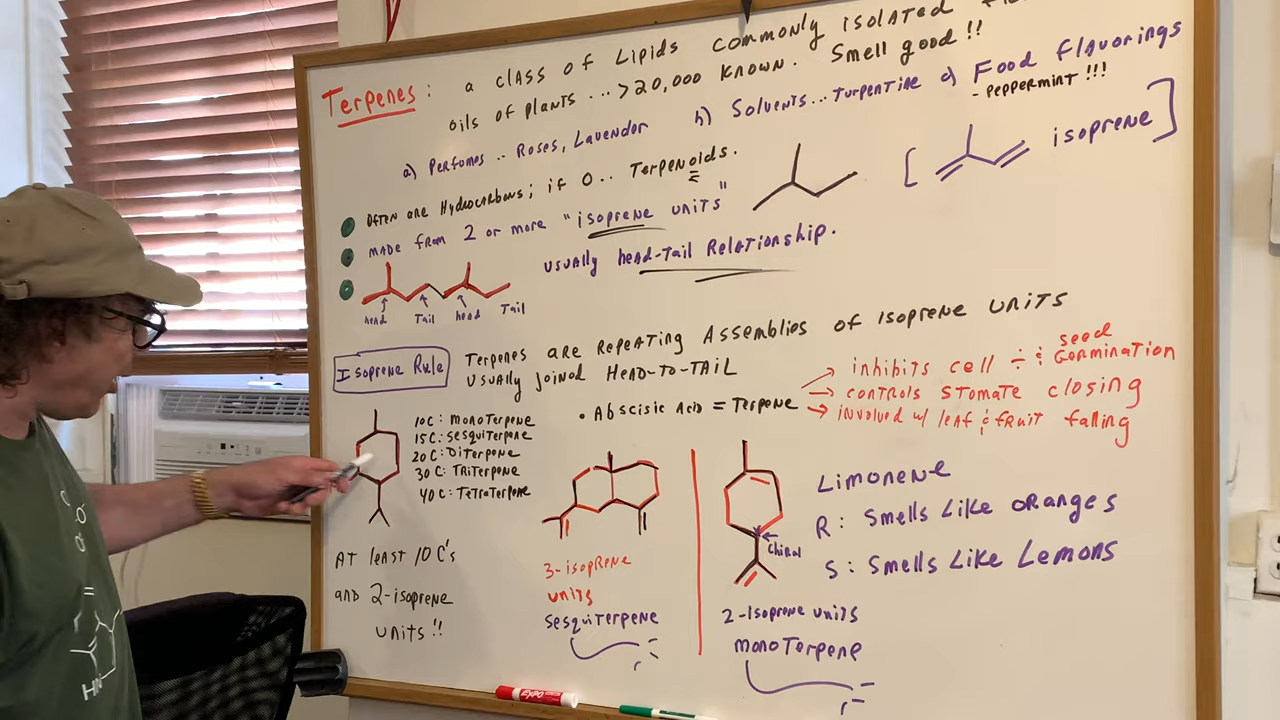 Terpenes: a class of Lipids commonly isolated
oils of plants ... >20,000 known. Smell good!!
a) Perfumes .. Roses, Lavendor h) Solvents... Turpentine c) Food flavorings
- PEPPERMINT !!!
Often are Hydrocarbons; if O.. Terpenoids.
made from 2 or more "isoprene units"
[ isoprene ]
usually head-tail Relationship.
head Tail head Tail
Isoprene Rule
Terpenes are Repeating Assemblies of Isoprene units
usually joined Head-to-Tail
• Abscisic Acid = Terpene
→ inhibits cell ÷ & seed Germination
→ controls stomate closing
→ involved w/ leaf & fruit falling
10C: monoTerpene
15C: Sesquiterpene
20C: Diterpene
30C: Triterpene
40C: Tetraterpene
At least 10 C's
and 2-isoprene
units!!
3-isoprene
units
sesquiterpene
Chiral
2-Isoprene units
monoTerpene
Limonene
R: Smells Like oranges
S: Smells Like Lemons
HN
EXPO